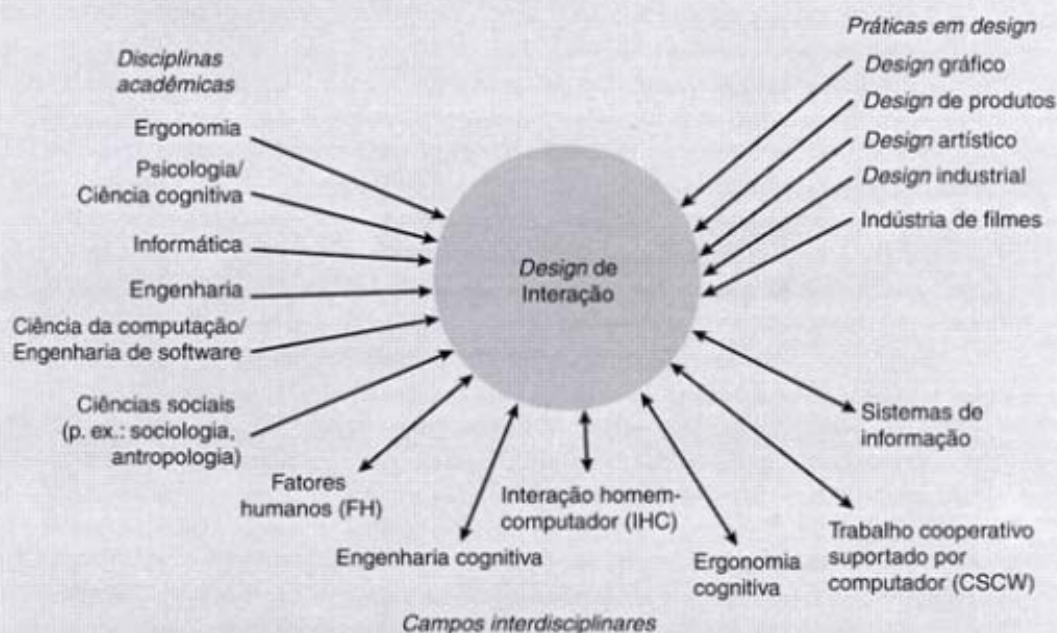 Disciplinas
acadêmicas
Ergonomia
Psicologia/
Ciência cognitiva
Informática
Engenharia
Ciência da computação/
Engenharia de software
Ciências sociais
(p. ex.: sociologia,
antropologia)
Práticas em design
Design gráfico
Design de produtos
Design artístico
Design industrial
Indústria de filmes
Design de
Interação
Fatores
humanos (FH)
Engenharia cognitiva
Interação homem-
computador (IHC)
Ergonomia
cognitiva
Trabalho cooperativo
suportado por
computador (CSCW)
Sistemas de
informação
Campos interdisciplinares